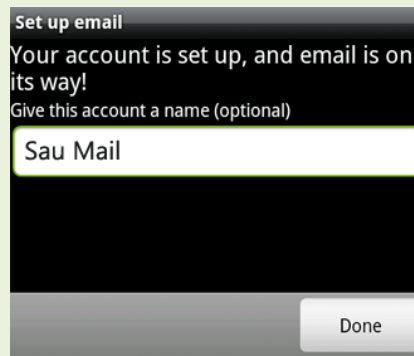 Set up email
Your account is set up, and email is on
its way!
Give this account a name (optional)
Sau Mail
Done